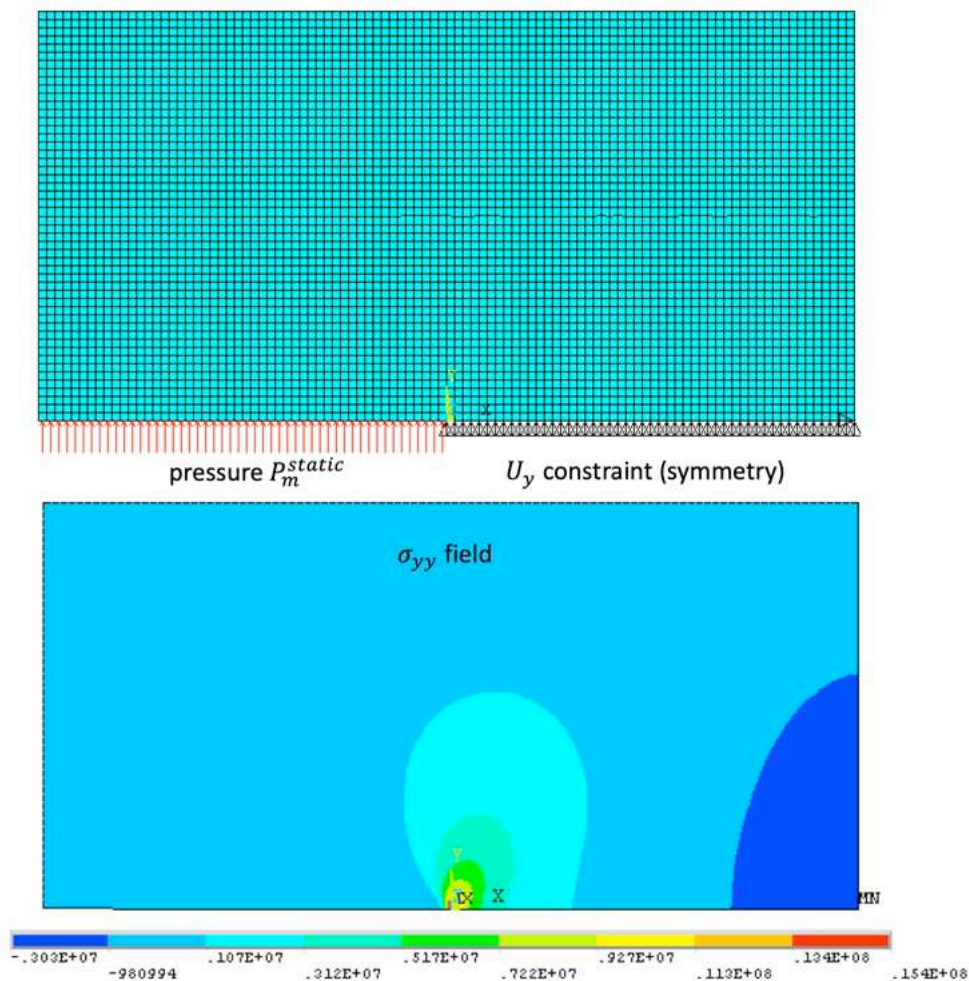 Y
X
pressure P_m^static
U_y constraint (symmetry)
σ_yy field
Y
X X
MN
-.303E+07 .107E+07 .517E+07 .927E+07 .134E+08
-980994 .312E+07 .722E+07 .113E+08 .154E+08